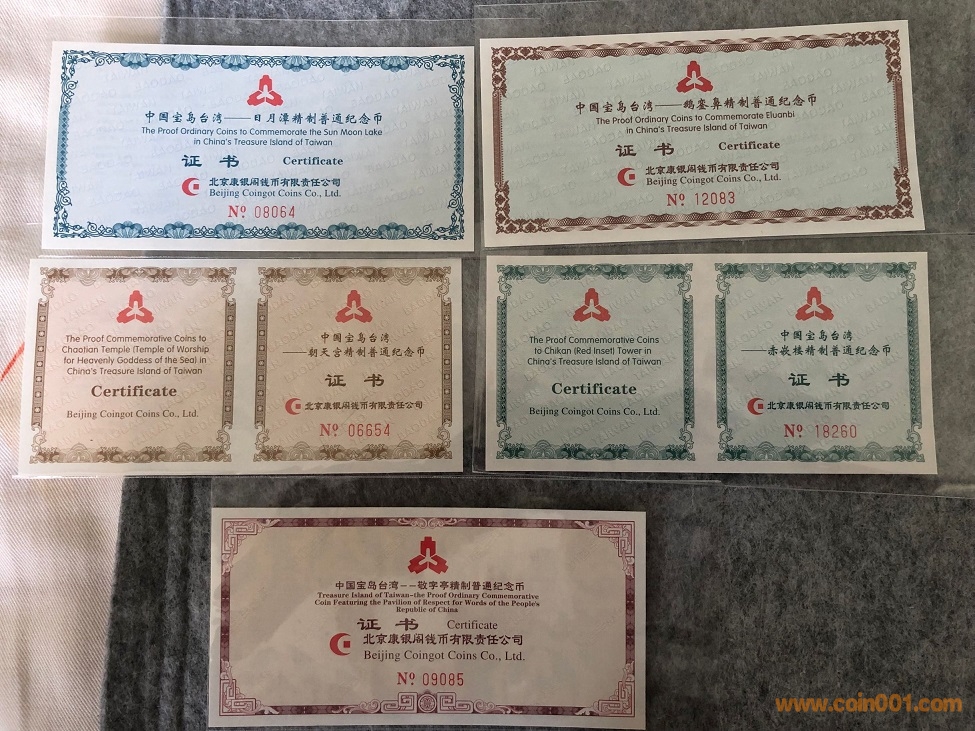 中国宝岛台湾——日月潭精制普通纪念币
The Proof Ordinary Coins to Commemorate the Sun Moon Lake
in China's Treasure Island of Taiwan
证 书 Certificate
北京康银阁钱币有限责任公司
Beijing Coingot Coins Co., Ltd.
Nº 08064
中国宝岛台湾——鹅銮鼻精制普通纪念币
The Proof Ordinary Coins to Commemorate Eluanbi
in China's Treasure Island of Taiwan
证 书 Certificate
北京康银阁钱币有限责任公司
Beijing Coingot Coins Co., Ltd.
Nº 12083
The Proof Commemorative Coins to
Chaotian Temple (Temple of Worship
for Heavenly Goddess of the Sea) in
China's Treasure Island of Taiwan
Certificate
Beijing Coingot Coins Co., Ltd.
中国宝岛台湾
——朝天宫精制普通纪念币
证 书
北京康银阁钱币有限责任公司
Nº 06654
The Proof Commemorative Coins
to Chikan (Red Inset) Tower in
China's Treasure Island of Taiwan
Certificate
Beijing Coingot Coins Co., Ltd.
中国宝岛台湾
——赤嵌楼精制普通纪念币
证 书
北京康银阁钱币有限责任公司
Nº 18260
中国宝岛台湾--敬字亭精制普通纪念币
Treasure Island of Taiwan-the Proof Ordinary Commemorative
Coin Featuring the Pavilion of Respect for Words of the People's
Republic of China
证 书 Certificate
北京康银阁钱币有限责任公司
Beijing Coingot Coins Co., Ltd.
Nº 09085
www.coin001.com